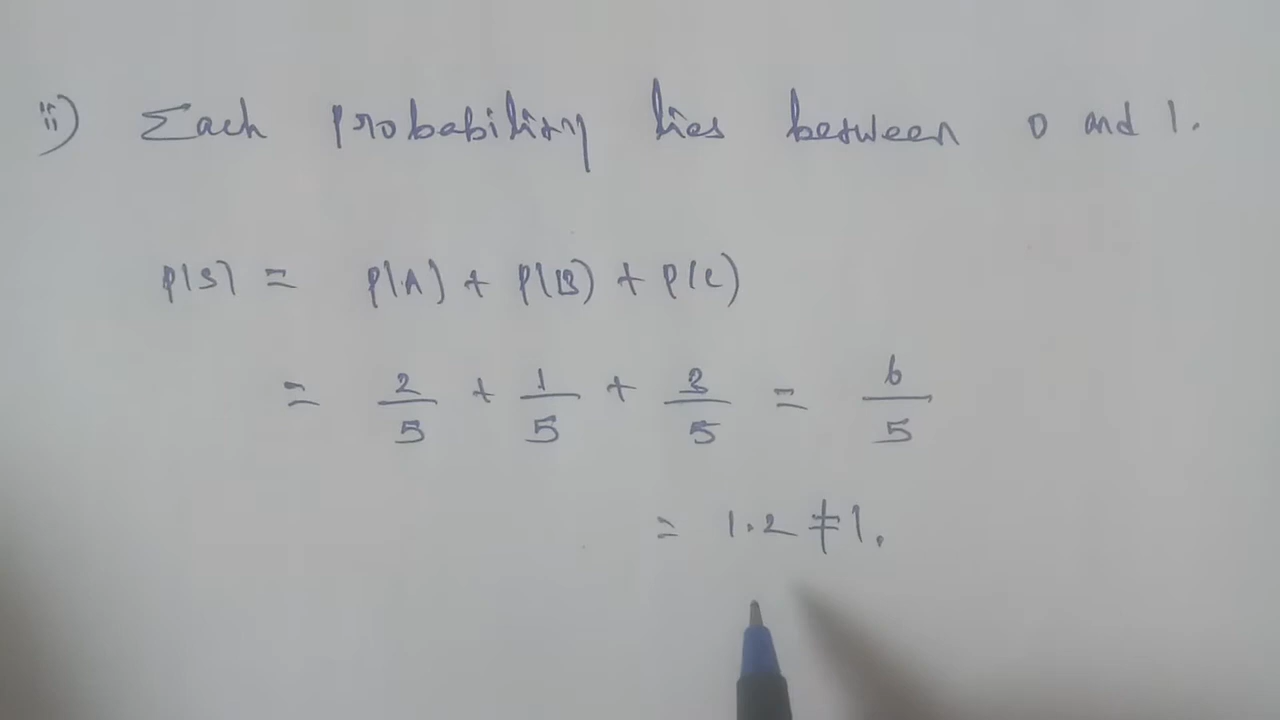 ii) Each probability lies between 0 and 1.
P(S) = P(A) + P(B) + P(C)
= 2/5 + 1/5 + 3/5 = 6/5
= 1.2 ≠ 1.